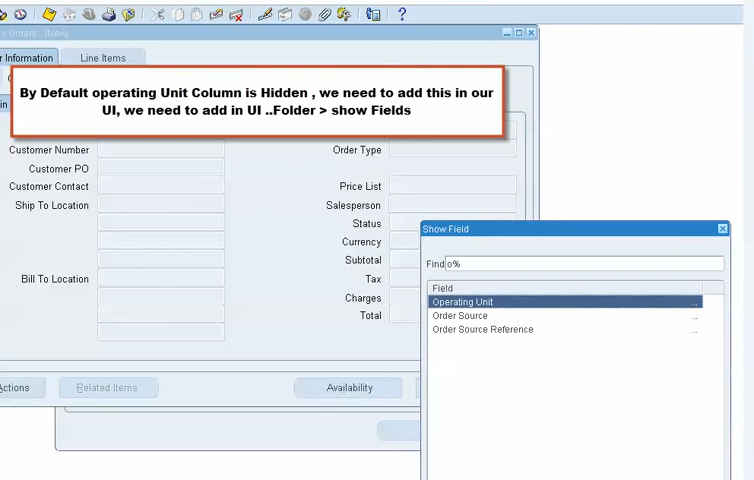 Orders - [New]
Information
Line Items
By Default operating Unit Column is Hidden , we need to add this in our
UI, we need to add in UI ..Folder > show Fields
Customer Number
Order Type
Customer PO
Customer Contact
Price List
Ship To Location
Salesperson
Status
Currency
Subtotal
Bill To Location
Tax
Charges
Total
Actions
Related Items
Availability
Show Field
Find o%
Field
Operating Unit ...
Order Source ...
Order Source Reference ...